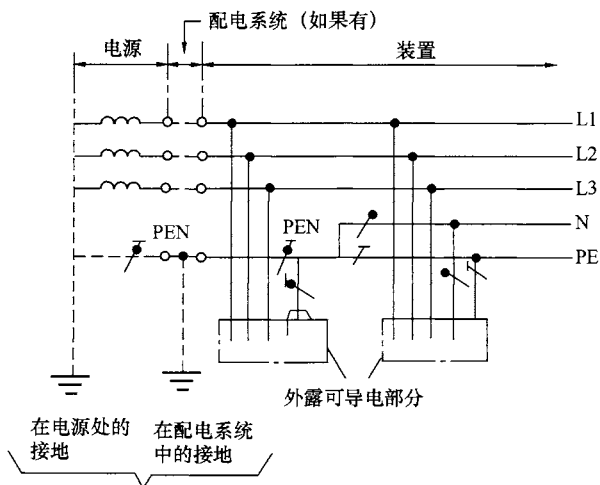 配电系统（如果有）
电源
装置
L1
L2
L3
PEN
PEN
N
PE
外露可导电部分
在电源处的
接地
在配电系统
中的接地